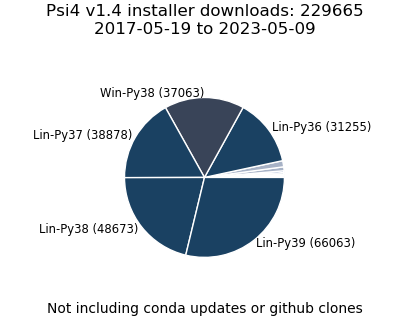 Psi4 v1.4 installer downloads: 229665
2017-05-19 to 2023-05-09
Win-Py38 (37063)
Lin-Py36 (31255)
Lin-Py37 (38878)
Lin-Py38 (48673)
Lin-Py39 (66063)
Not including conda updates or github clones